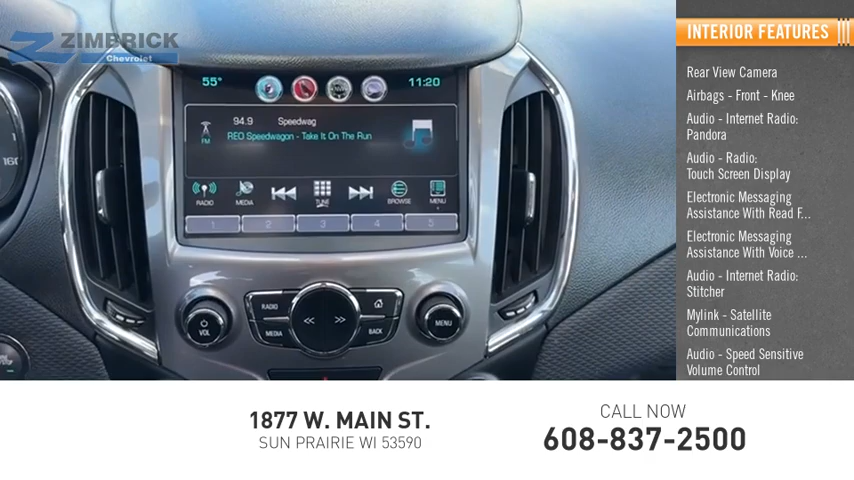 ZIMBRICK
Chevrolet
55°
11:20
94.9 Speedwag
FM
REO Speedwagon - Take It On The Run
RADIO
MEDIA
TUNE
BROWSE
MENU
1 2 3 4 5
160
VOL
RADIO
MEDIA
BACK
MENU
INTERIOR FEATURES
Rear View Camera
Airbags - Front - Knee
Audio - Internet Radio:
Pandora
Audio - Radio:
Touch Screen Display
Electronic Messaging
Assistance With Read F...
Electronic Messaging
Assistance With Voice ...
Audio - Internet Radio:
Stitcher
Mylink - Satellite
Communications
Audio - Speed Sensitive
Volume Control
1877 W. MAIN ST.
SUN PRAIRIE WI 53590
CALL NOW
608-837-2500